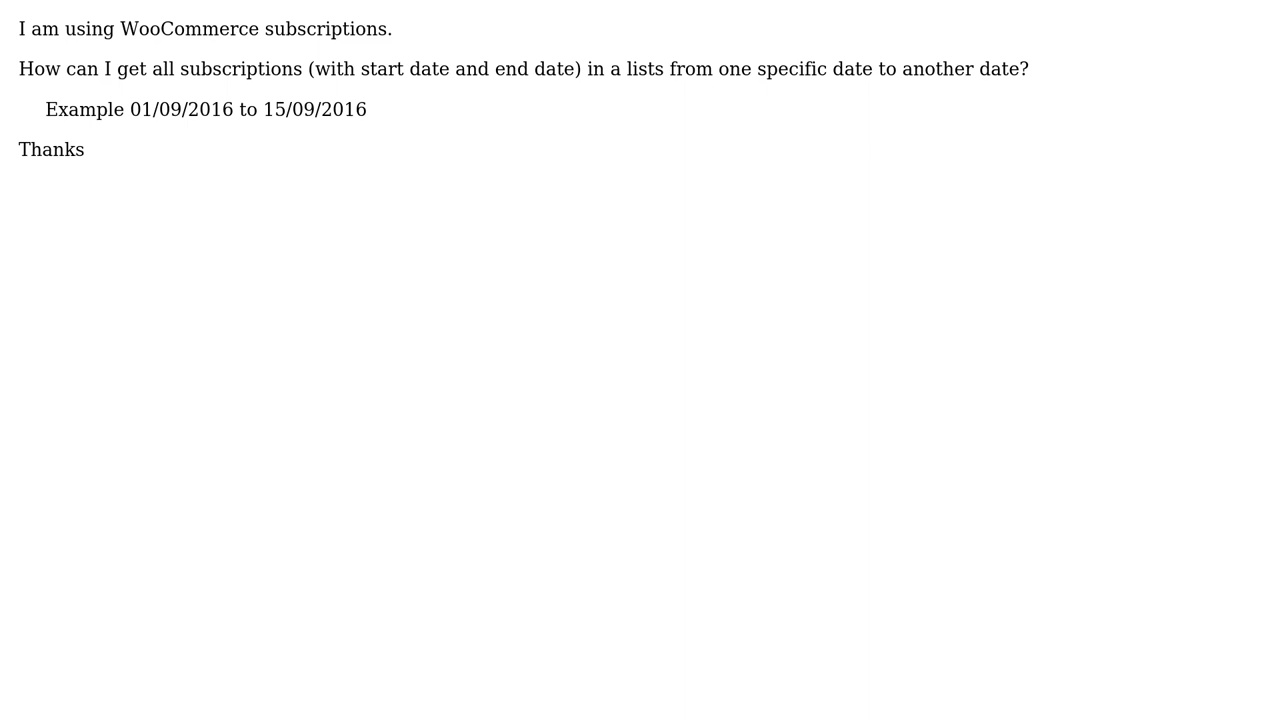 I am using WooCommerce subscriptions.
How can I get all subscriptions (with start date and end date) in a lists from one specific date to another date?
Example 01/09/2016 to 15/09/2016
Thanks